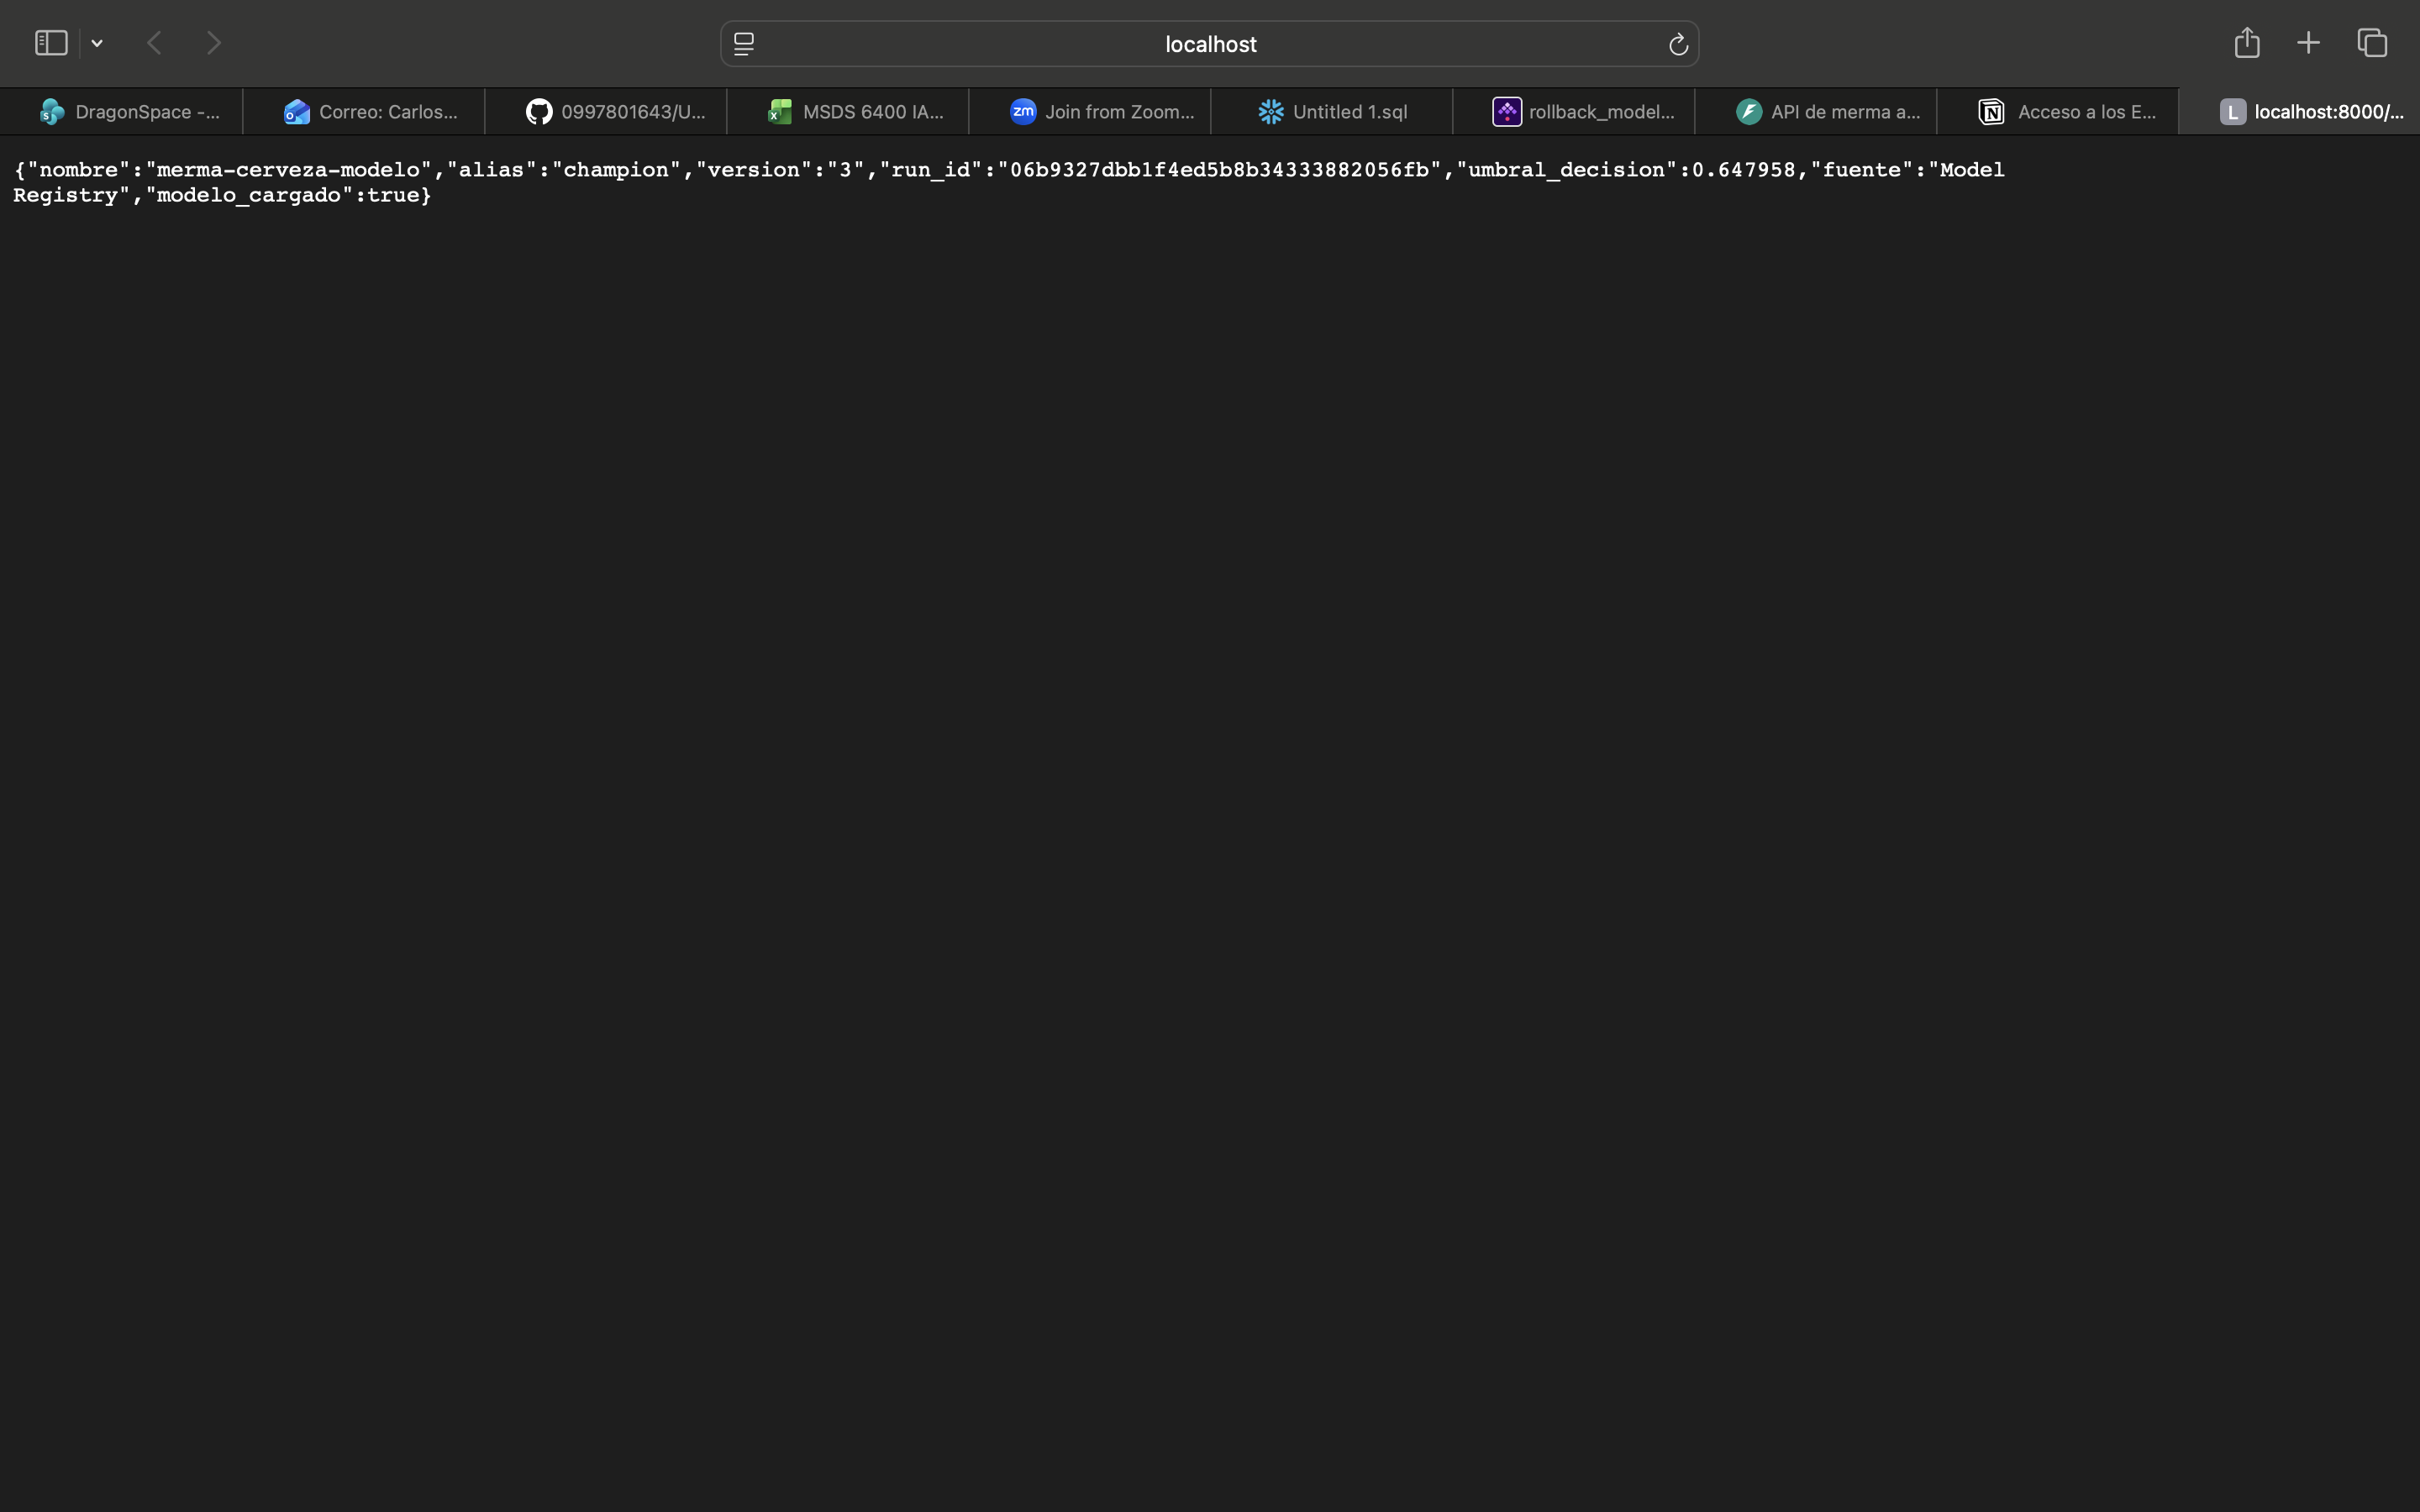 localhost
DragonSpace -...
Correo: Carlos...
0997801643/U...
MSDS 6400 IA...
zm Join from Zoom...
Untitled 1.sql
rollback_model...
API de merma a...
Acceso a los E...
L localhost:8000/...
{"nombre":"merma-cerveza-modelo","alias":"champion","version":"3","run_id":"06b9327dbb1f4ed5b8b34333882056fb","umbral_decision":0.647958,"fuente":"Model
Registry","modelo_cargado":true}